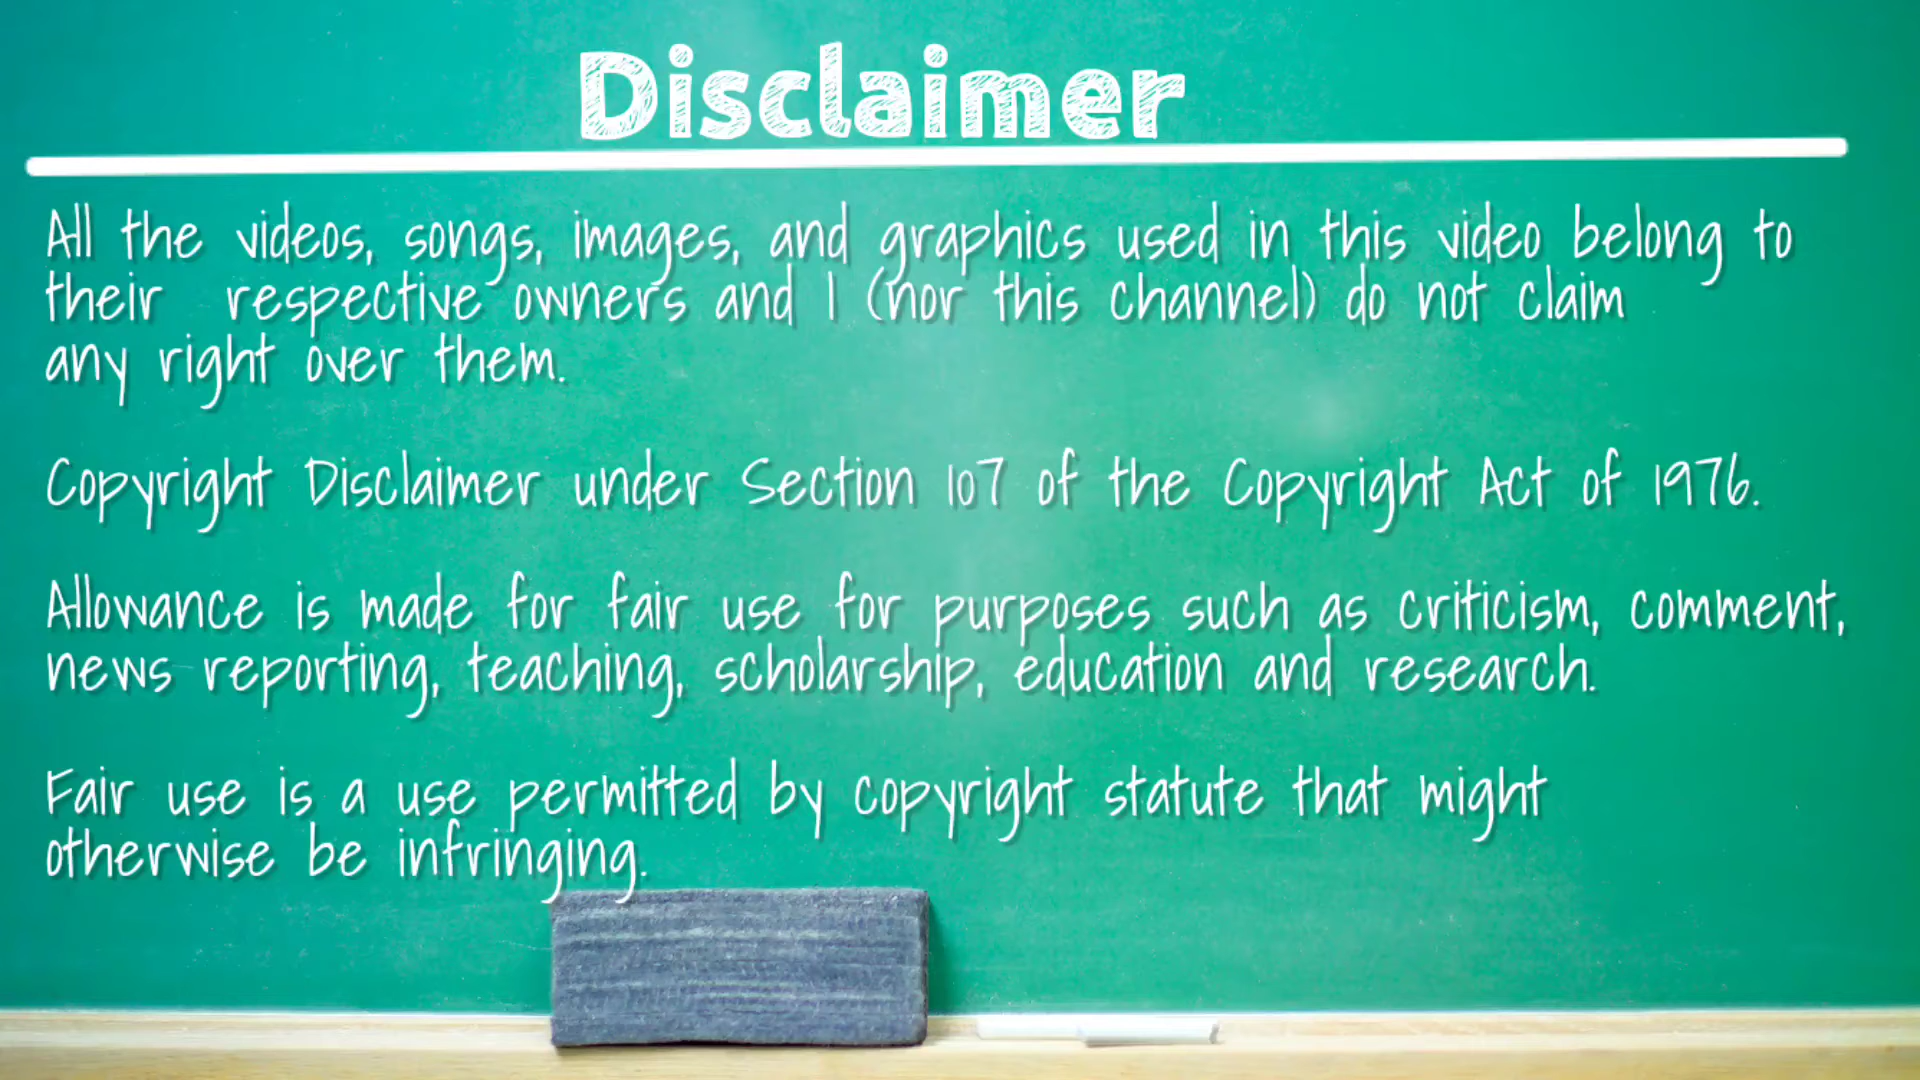 Disclaimer
All the videos, songs, images, and graphics used in this video belong to
their respective owners and I (nor this channel) do not claim
any right over them.
Copyright Disclaimer under Section 107 of the Copyright Act of 1976.
Allowance is made for fair use for purposes such as criticism, comment,
news reporting, teaching, scholarship, education and research.
Fair use is a use permitted by copyright statute that might
otherwise be infringing.